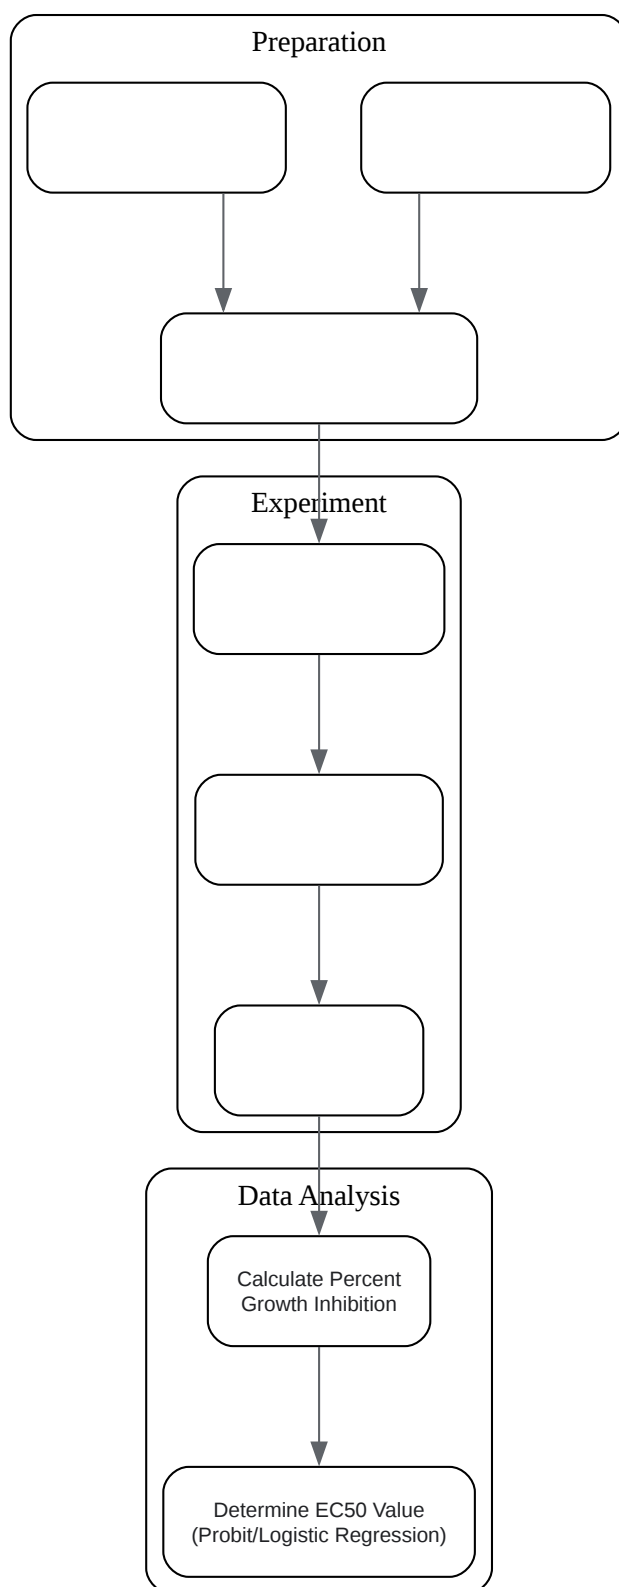 Preparation
Experiment
Data Analysis
Calculate Percent
Growth Inhibition
Determine EC50 Value
(Probit/Logistic Regression)